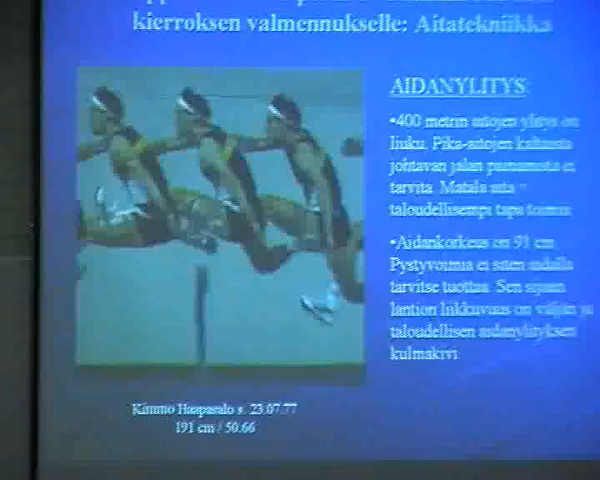 kierroksen valmennukselle: Aitatekniikka
AIDANYLITYS:
•400 metrin aitojen ylitys on
liuku. Pika-aitojen kaltaista
johtavan jalan painamista ei
tarvita. Matala aita =
taloudellisempi tapa toimia
•Aidankorkeus on 91 cm.
Pystyvoimia ei siten aidalla
tarvitse tuottaa. Sen sijaan
lantion liikkuvuus on väljän ja
taloudellisen aidanylityksen
kulmakivi
Kimmo Haapasalo s. 23.07.77
191 cm / 50.66